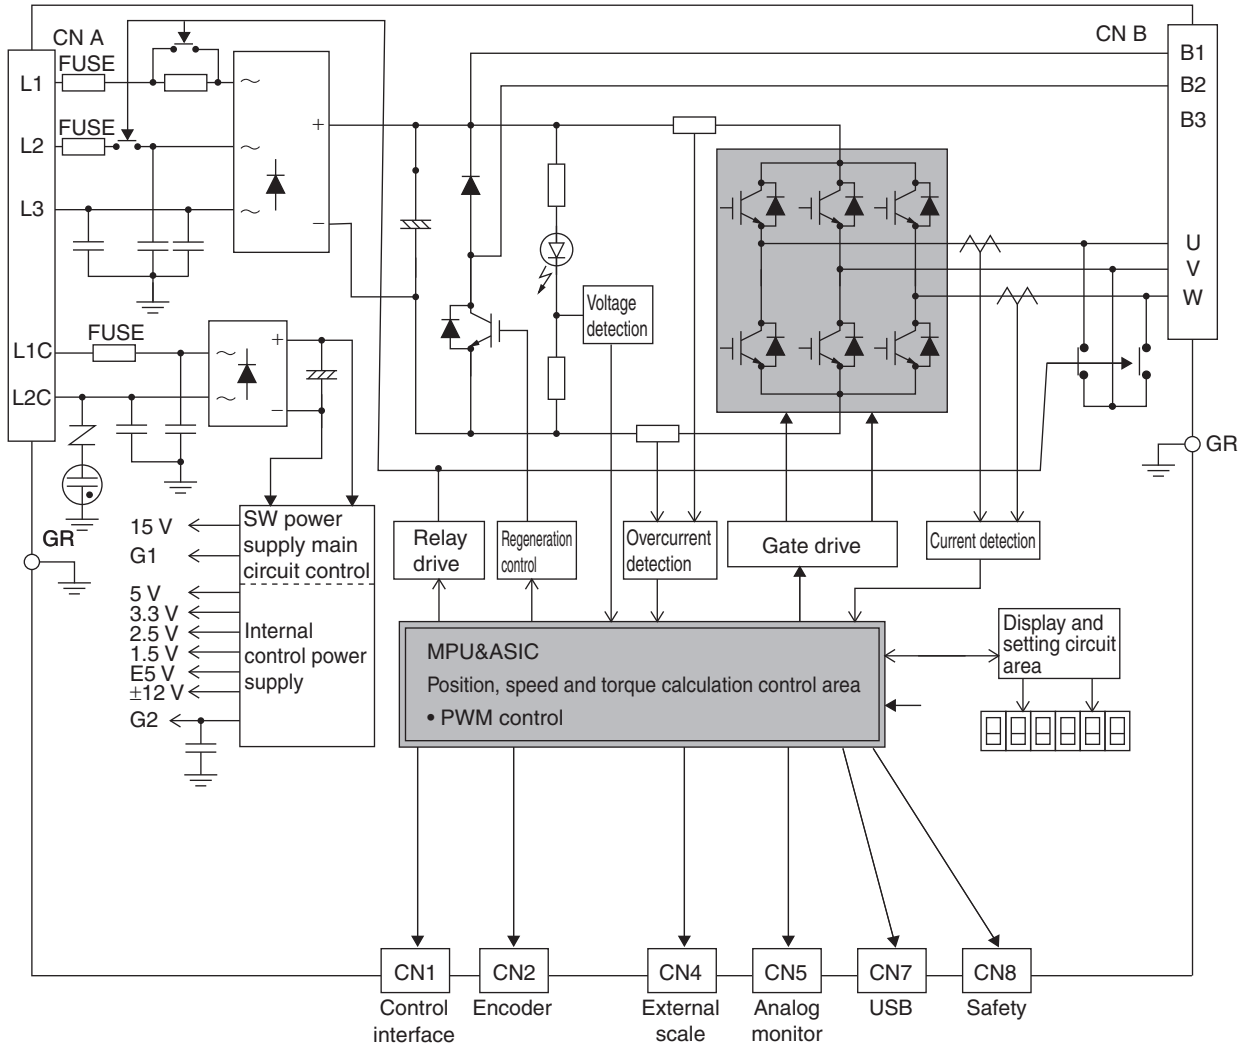 CN A
CN B
FUSE
L1
B1
B2
B3
FUSE
L2
+
L3
−
U
V
W
Voltage
detection
FUSE
L1C
+
L2C
−
GR
SW power
supply main
circuit control
15 V
G1
GR
Relay
drive
Regeneration
control
Overcurrent
detection
Gate drive
Current detection
5 V
3.3 V
2.5 V
1.5 V
E5 V
±12 V
G2
Internal
control power
supply
MPU&ASIC
Position, speed and torque calculation control area
• PWM control
Display and
setting circuit
area
CN1
CN2
CN4
CN5
CN7
CN8
Control
interface
Encoder
External
scale
Analog
monitor
USB
Safety